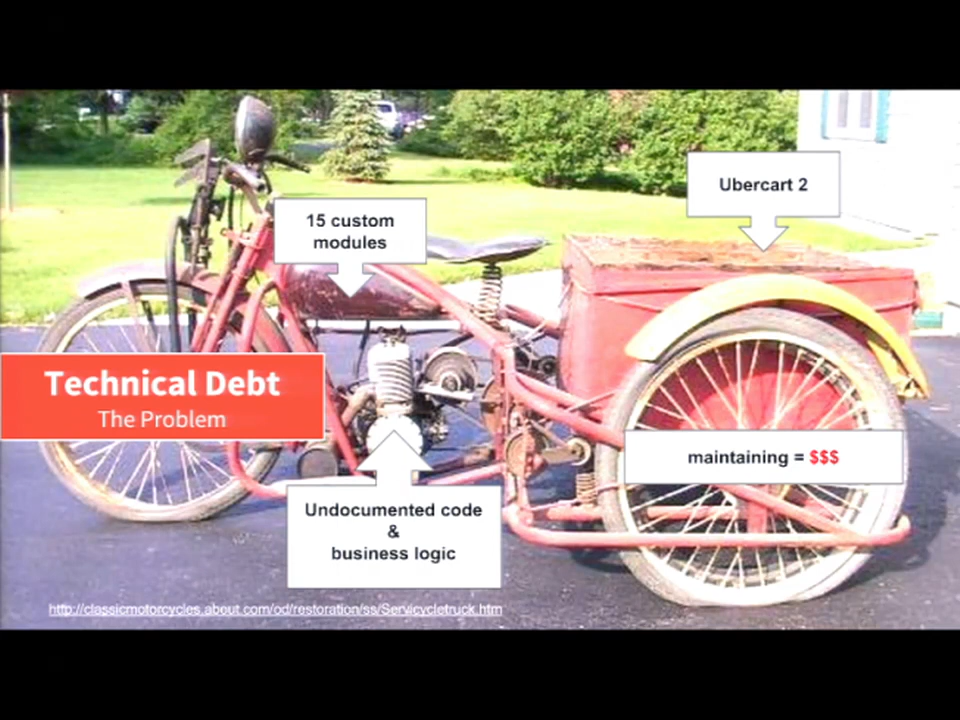 15 custom
modules
Ubercart 2
Technical Debt
The Problem
maintaining = $$$
Undocumented code
&
business logic
http://classicmotorcycles.about.com/od/restoration/ss/Servicycletruck.htm